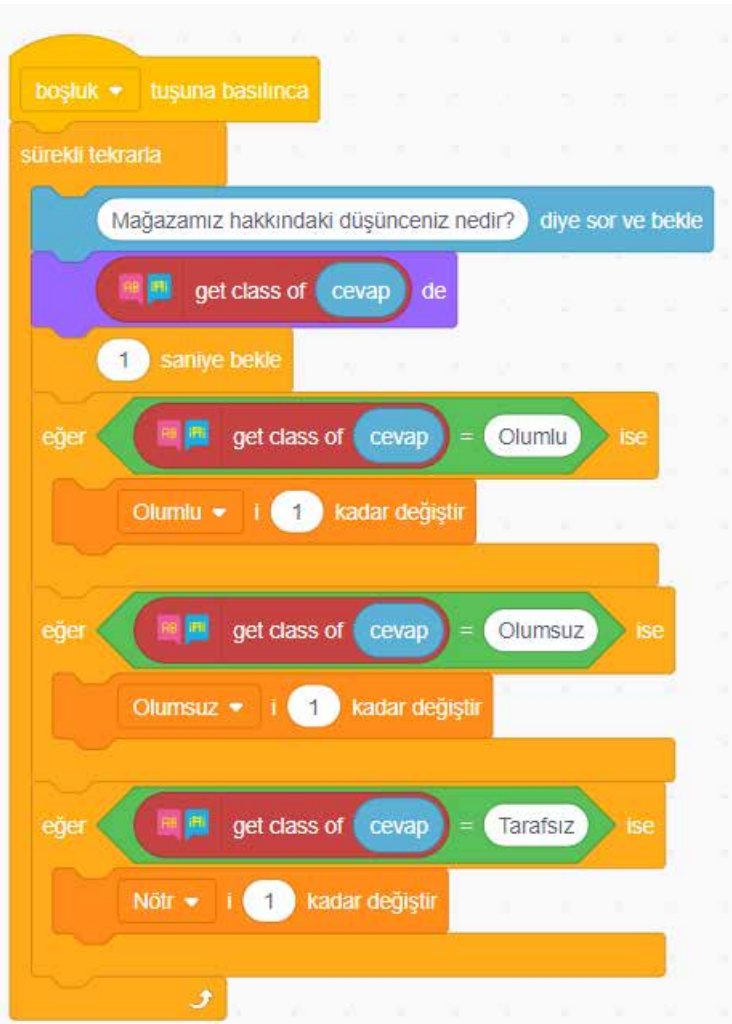 boşluk tuşuna basılınca
sürekli tekrarla
Mağazamız hakkındaki düşünceniz nedir? diye sor ve bekle
get class of cevap de
1 saniye bekle
eğer get class of cevap = Olumlu ise
Olumlu i 1 kadar değiştir
eğer get class of cevap = Olumsuz ise
Olumsuz i 1 kadar değiştir
eğer get class of cevap = Tarafsız ise
Nötr i 1 kadar değiştir